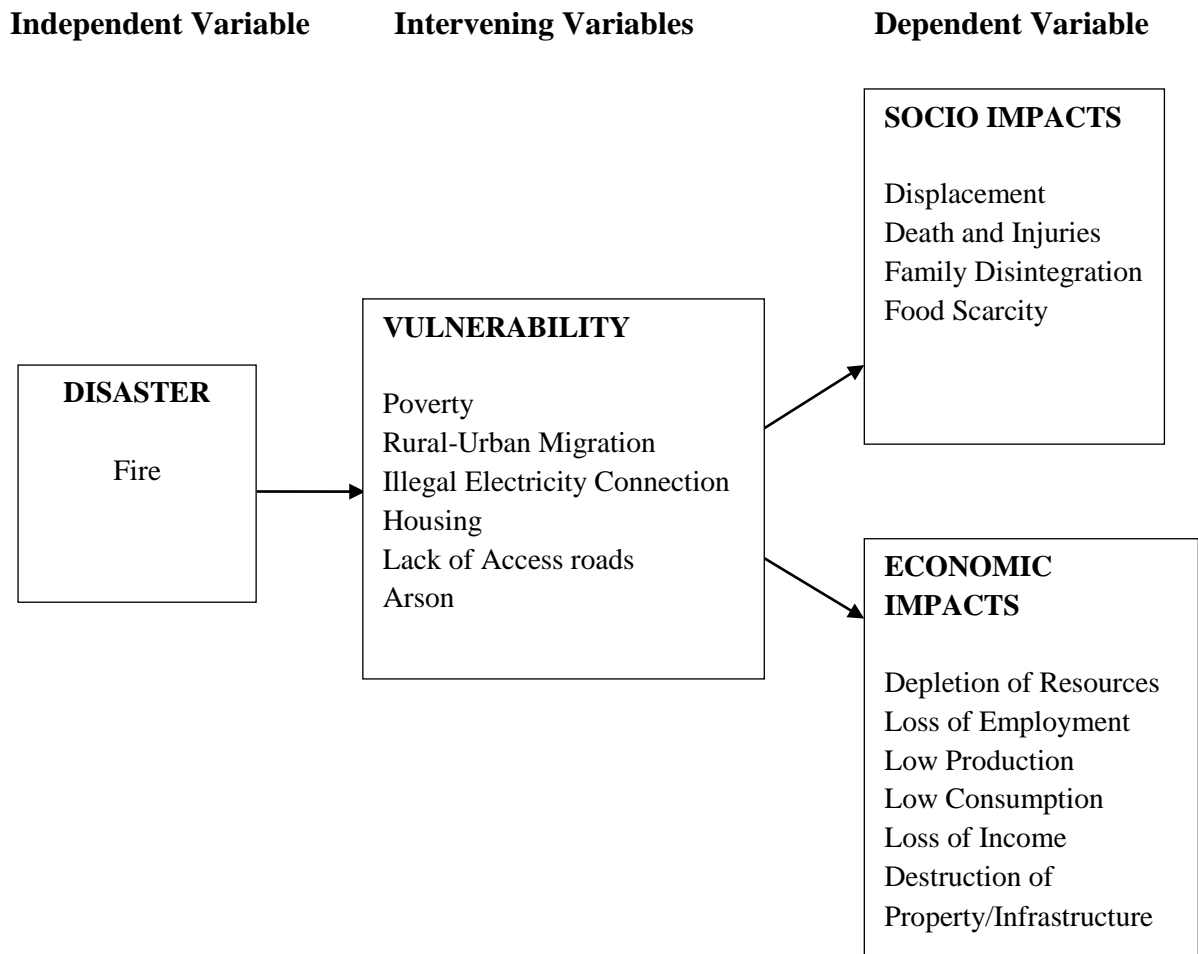 Independent Variable
Intervening Variables
Dependent Variable
DISASTER
Fire
VULNERABILITY
Poverty
Rural-Urban Migration
Illegal Electricity Connection
Housing
Lack of Access roads
Arson
SOCIO IMPACTS
Displacement
Death and Injuries
Family Disintegration
Food Scarcity
ECONOMIC
IMPACTS
Depletion of Resources
Loss of Employment
Low Production
Low Consumption
Loss of Income
Destruction of
Property/Infrastructure